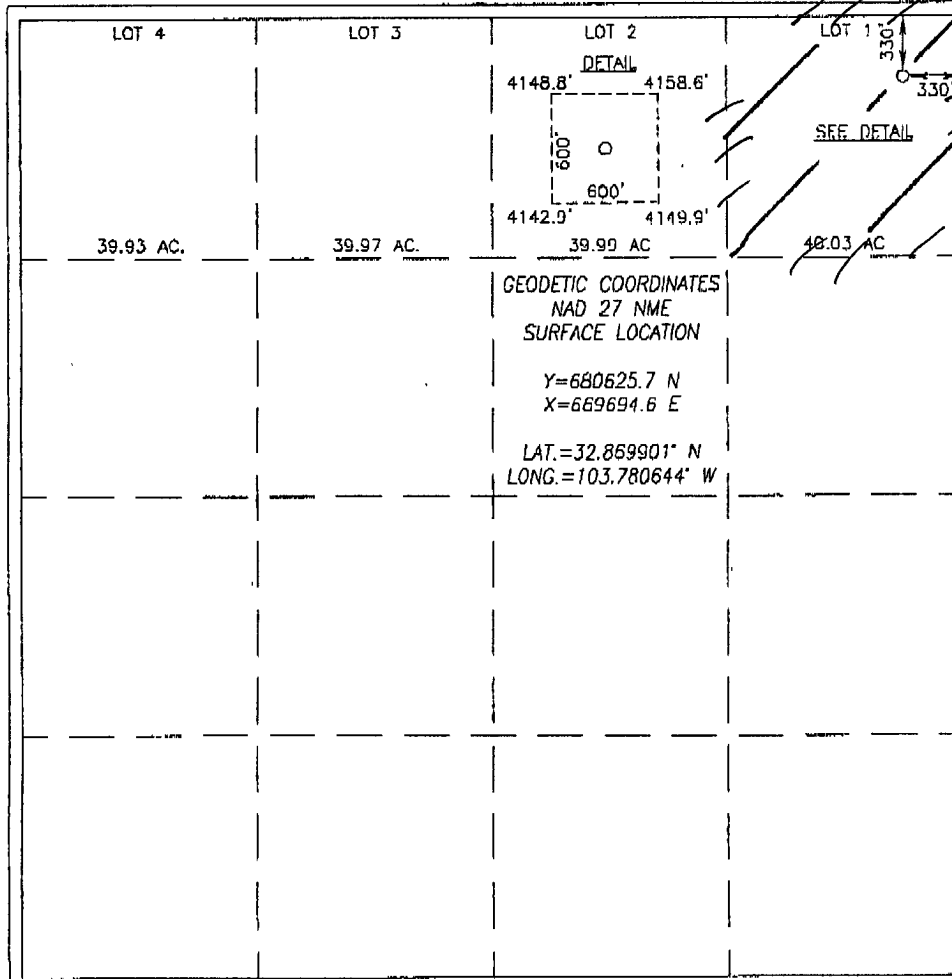 LOT 4 LOT 3 LOT 2 LOT 1
DETAIL
4148.8' 4158.6'
600'
600'
4142.9' 4149.9'
330'
330'
SEE DETAIL
39.93 AC. 39.97 AC. 39.99 AC 40.03 AC
GEODETIC COORDINATES
NAD 27 NME
SURFACE LOCATION
Y=680625.7 N
X=669694.6 E
LAT.=32.869901° N
LONG.=103.780644° W